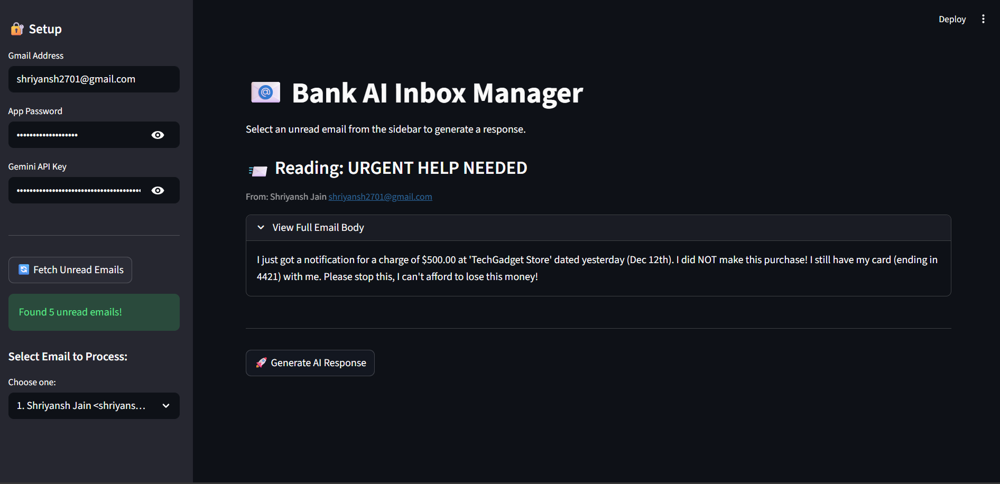 Setup
Gmail Address
shriyansh2701@gmail.com
App Password
Gemini API Key
Fetch Unread Emails
Found 5 unread emails!
Select Email to Process:
Choose one:
1. Shriyansh Jain <shriyans...
Deploy
Bank AI Inbox Manager
Select an unread email from the sidebar to generate a response.
Reading: URGENT HELP NEEDED
From: Shriyansh Jain shriyansh2701@gmail.com
View Full Email Body
I just got a notification for a charge of $500.00 at 'TechGadget Store' dated yesterday (Dec 12th). I did NOT make this purchase! I still have my card (ending in
4421) with me. Please stop this, I can't afford to lose this money!
Generate AI Response